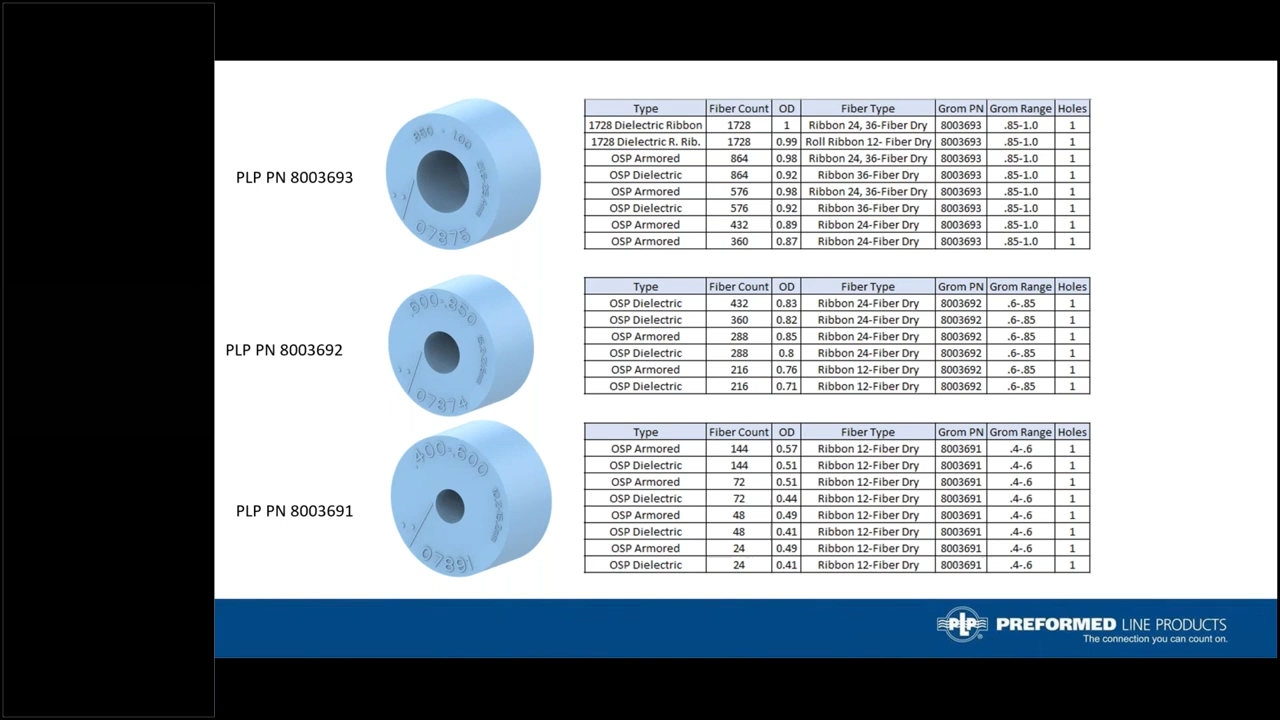 PLP PN 8003693
.850 - 1.00
07375
Type Fiber Count OD Fiber Type Grom PN Grom Range Holes
1728 Dielectric Ribbon 1728 1 Ribbon 24, 36-Fiber Dry 8003693 .85-1.0 1
1728 Dielectric R. Rib. 1728 0.99 Roll Ribbon 12- Fiber Dry 8003693 .85-1.0 1
OSP Armored 864 0.98 Ribbon 24, 36-Fiber Dry 8003693 .85-1.0 1
OSP Dielectric 864 0.92 Ribbon 36-Fiber Dry 8003693 .85-1.0 1
OSP Armored 576 0.98 Ribbon 24, 36-Fiber Dry 8003693 .85-1.0 1
OSP Dielectric 576 0.92 Ribbon 36-Fiber Dry 8003693 .85-1.0 1
OSP Armored 432 0.89 Ribbon 24-Fiber Dry 8003693 .85-1.0 1
OSP Armored 360 0.87 Ribbon 24-Fiber Dry 8003693 .85-1.0 1
PLP PN 8003692
.600-.850
07374
Type Fiber Count OD Fiber Type Grom PN Grom Range Holes
OSP Dielectric 432 0.83 Ribbon 24-Fiber Dry 8003692 .6-.85 1
OSP Dielectric 360 0.82 Ribbon 24-Fiber Dry 8003692 .6-.85 1
OSP Armored 288 0.85 Ribbon 24-Fiber Dry 8003692 .6-.85 1
OSP Dielectric 288 0.8 Ribbon 24-Fiber Dry 8003692 .6-.85 1
OSP Armored 216 0.76 Ribbon 12-Fiber Dry 8003692 .6-.85 1
OSP Dielectric 216 0.71 Ribbon 12-Fiber Dry 8003692 .6-.85 1
PLP PN 8003691
.400-.600
07391
Type Fiber Count OD Fiber Type Grom PN Grom Range Holes
OSP Armored 144 0.57 Ribbon 12-Fiber Dry 8003691 .4-.6 1
OSP Dielectric 144 0.51 Ribbon 12-Fiber Dry 8003691 .4-.6 1
OSP Armored 72 0.51 Ribbon 12-Fiber Dry 8003691 .4-.6 1
OSP Dielectric 72 0.44 Ribbon 12-Fiber Dry 8003691 .4-.6 1
OSP Armored 48 0.49 Ribbon 12-Fiber Dry 8003691 .4-.6 1
OSP Dielectric 48 0.41 Ribbon 12-Fiber Dry 8003691 .4-.6 1
OSP Armored 24 0.49 Ribbon 12-Fiber Dry 8003691 .4-.6 1
OSP Dielectric 24 0.41 Ribbon 12-Fiber Dry 8003691 .4-.6 1
PLP ® PREFORMED LINE PRODUCTS
The connection you can count on.